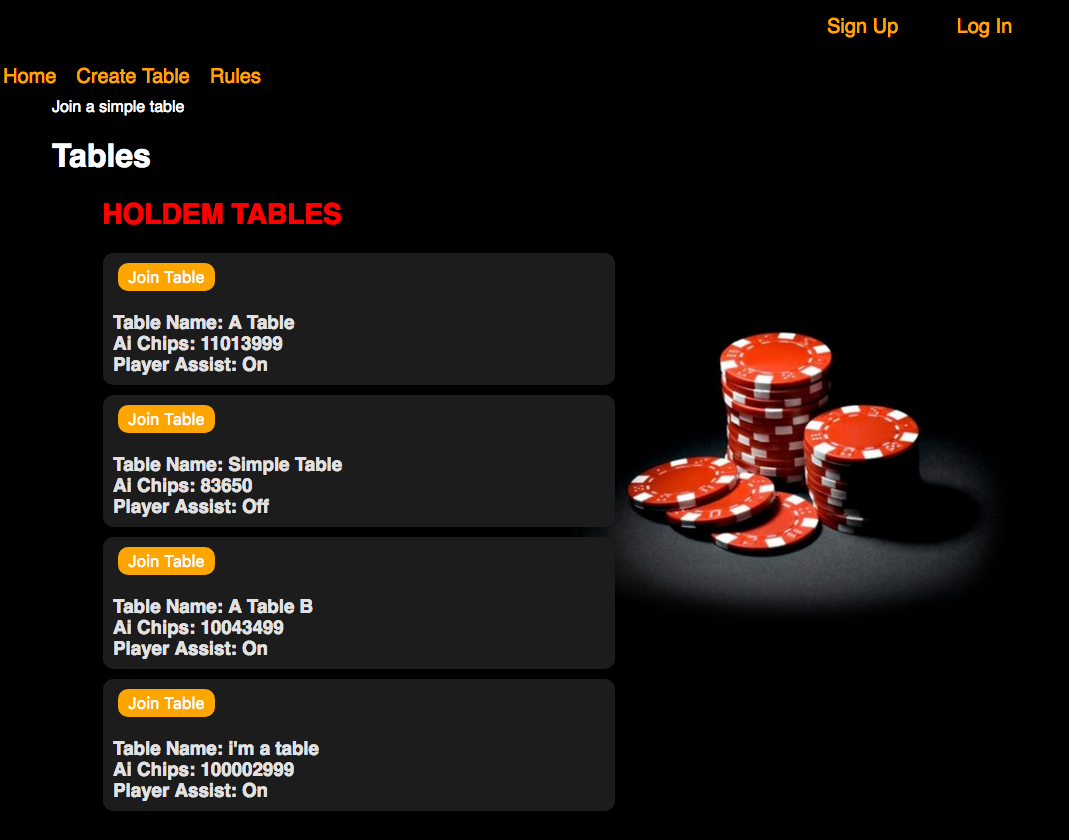 Sign Up Log In
Home Create Table Rules
Join a simple table
Tables
HOLDEM TABLES
Join Table
Table Name: A Table
Ai Chips: 11013999
Player Assist: On
Join Table
Table Name: Simple Table
Ai Chips: 83650
Player Assist: Off
Join Table
Table Name: A Table B
Ai Chips: 10043499
Player Assist: On
Join Table
Table Name: i'm a table
Ai Chips: 100002999
Player Assist: On